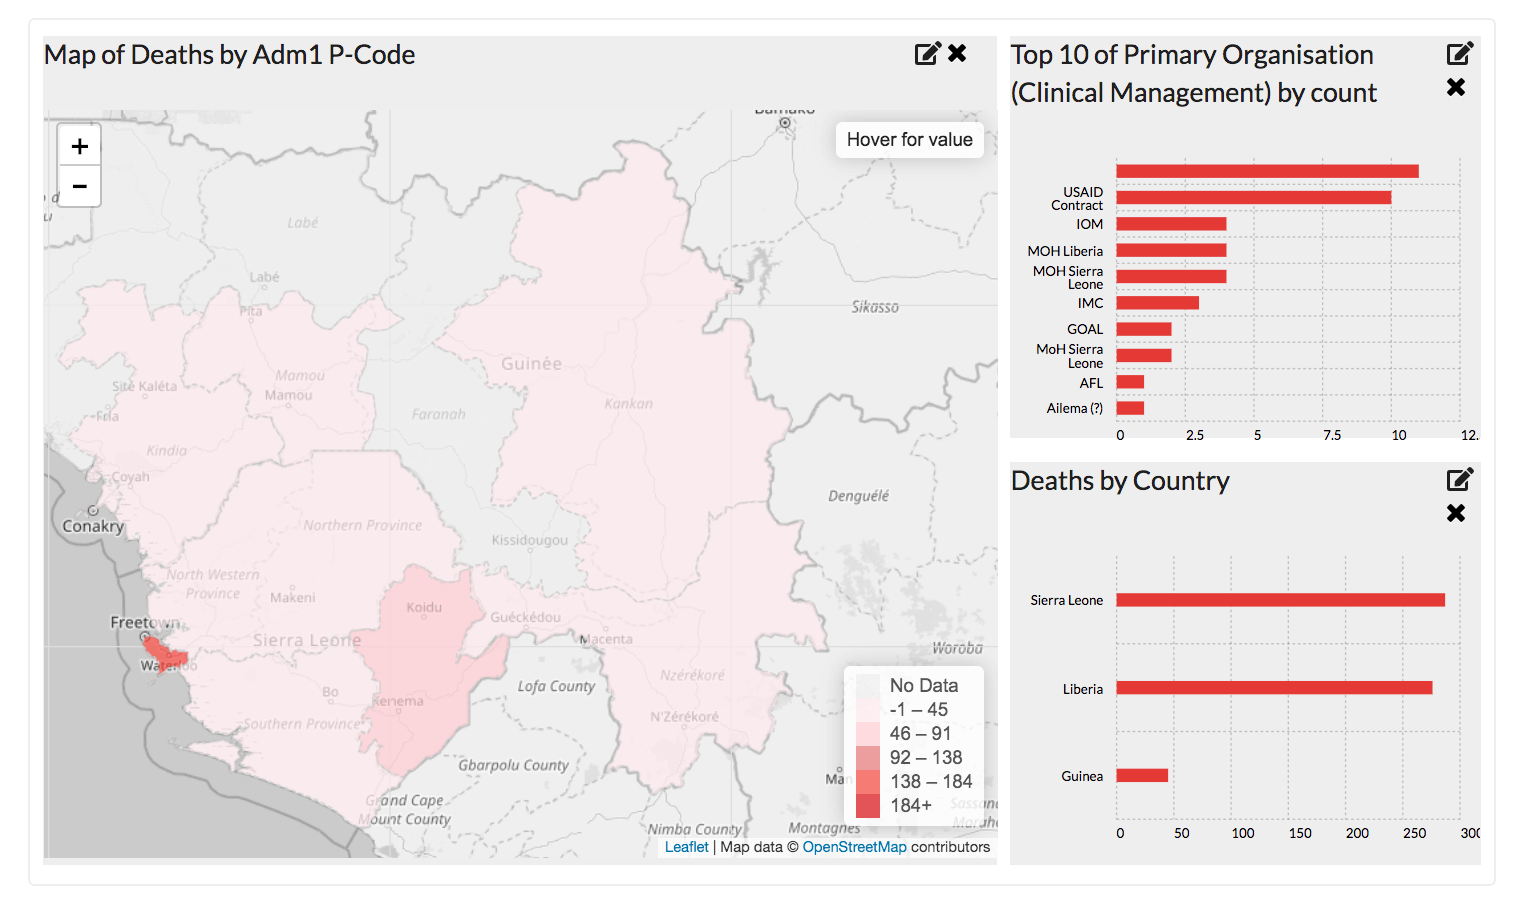 Map of Deaths by Adm1 P-Code
+
−
Hover for value
Labé
Labé
Pita
Sikasso
Guinée
Site Kaléta
Mamou
Mamou
Kankan
Fria
Faranah
Kindia
Coyah
Denguélé
Conakry
Northern Province
Kissidougou
North Western
Province
Makeni
Koidu
Guéckédou
Freetown
Sierra Leone
Macenta
Woroba
Waterloo
Nzérékoré
Lofa County
Bo
Kenema
N'Zérékoré
Southern Province
Gbarpolu County
Man
Grand Cape
Mount County
Nimba County
Montagnes
No Data
-1 – 45
46 – 91
92 – 138
138 – 184
184+
Leaflet | Map data © OpenStreetMap contributors
Top 10 of Primary Organisation
(Clinical Management) by count
USAID
Contract
IOM
MOH Liberia
MOH Sierra
Leone
IMC
GOAL
MoH Sierra
Leone
AFL
Ailema (?)
0 2.5 5 7.5 10 12.
Deaths by Country
Sierra Leone
Liberia
Guinea
0 50 100 150 200 250 300